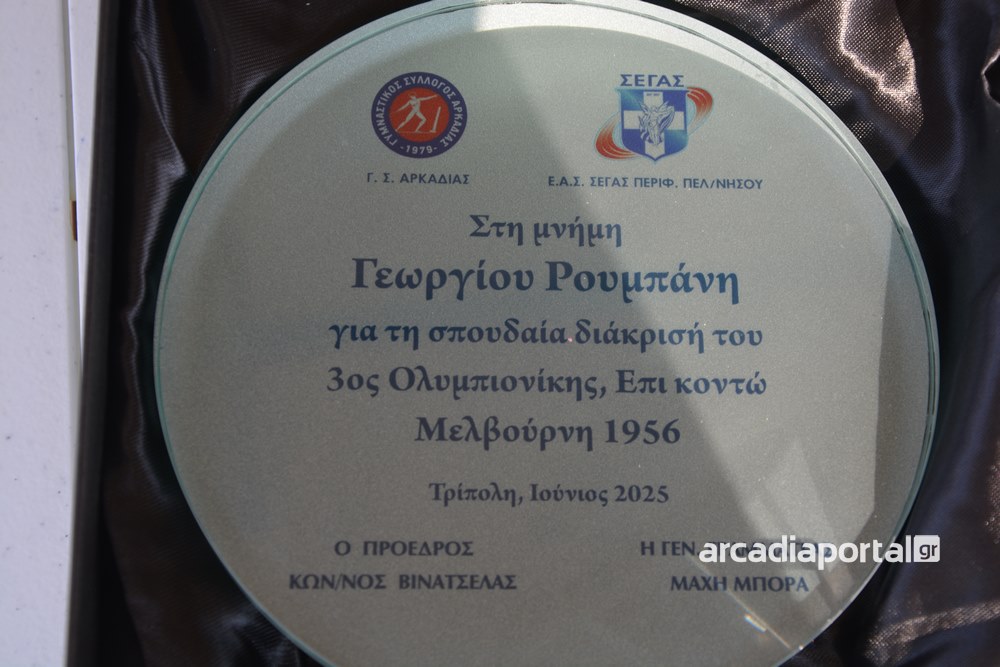 ΓΥΜΝΑΣΤΙΚΟΣ ΣΥΛΛΟΓΟΣ ΑΡΚΑΔΙΑΣ
-1979-
ΣΕΓΑΣ
Γ. Σ. ΑΡΚΑΔΙΑΣ
Ε.Α.Σ. ΣΕΓΑΣ ΠΕΡΙΦ. ΠΕΛ/ΝΗΣΟΥ
Στη μνήμη
Γεωργίου Ρουμπάνη
για τη σπουδαία διάκρισή του
3ος Ολυμπιονίκης, Επι κοντώ
Μελβούρνη 1956
Τρίπολη, Ιούνιος 2025
Ο ΠΡΟΕΔΡΟΣ
Η ΓΕΝ.
arcadiaportal gr
ΚΩΝ/ΝΟΣ ΒΙΝΑΤΣΕΛΑΣ
ΜΑΧΗ ΜΠΟΡΑ